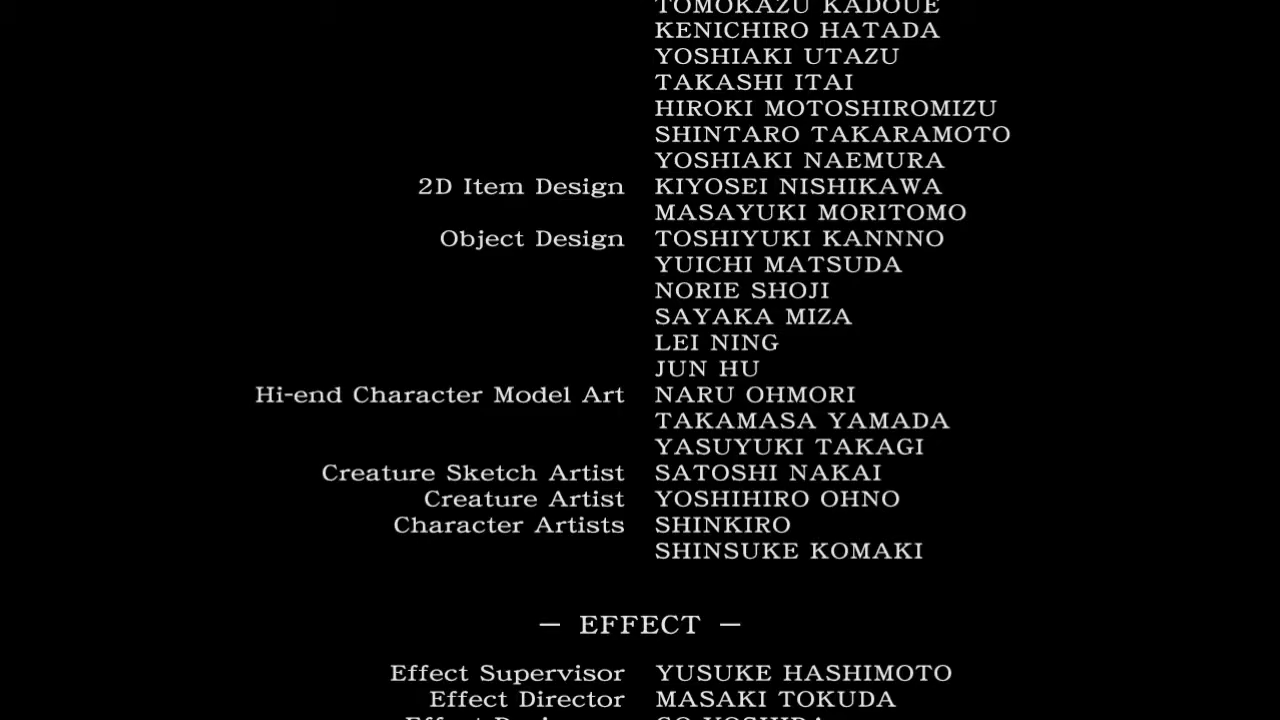 TOMOKAZU KADOUE
KENICHIRO HATADA
YOSHIAKI UTAZU
TAKASHI ITAI
HIROKI MOTOSHIROMIZU
SHINTARO TAKARAMOTO
YOSHIAKI NAEMURA
2D Item Design KIYOSEI NISHIKAWA
MASAYUKI MORITOMO
Object Design TOSHIYUKI KANNNO
YUICHI MATSUDA
NORIE SHOJI
SAYAKA MIZA
LEI NING
JUN HU
Hi-end Character Model Art NARU OHMORI
TAKAMASA YAMADA
YASUYUKI TAKAGI
Creature Sketch Artist SATOSHI NAKAI
Creature Artist YOSHIHIRO OHNO
Character Artists SHINKIRO
SHINSUKE KOMAKI
— EFFECT —
Effect Supervisor YUSUKE HASHIMOTO
Effect Director MASAKI TOKUDA